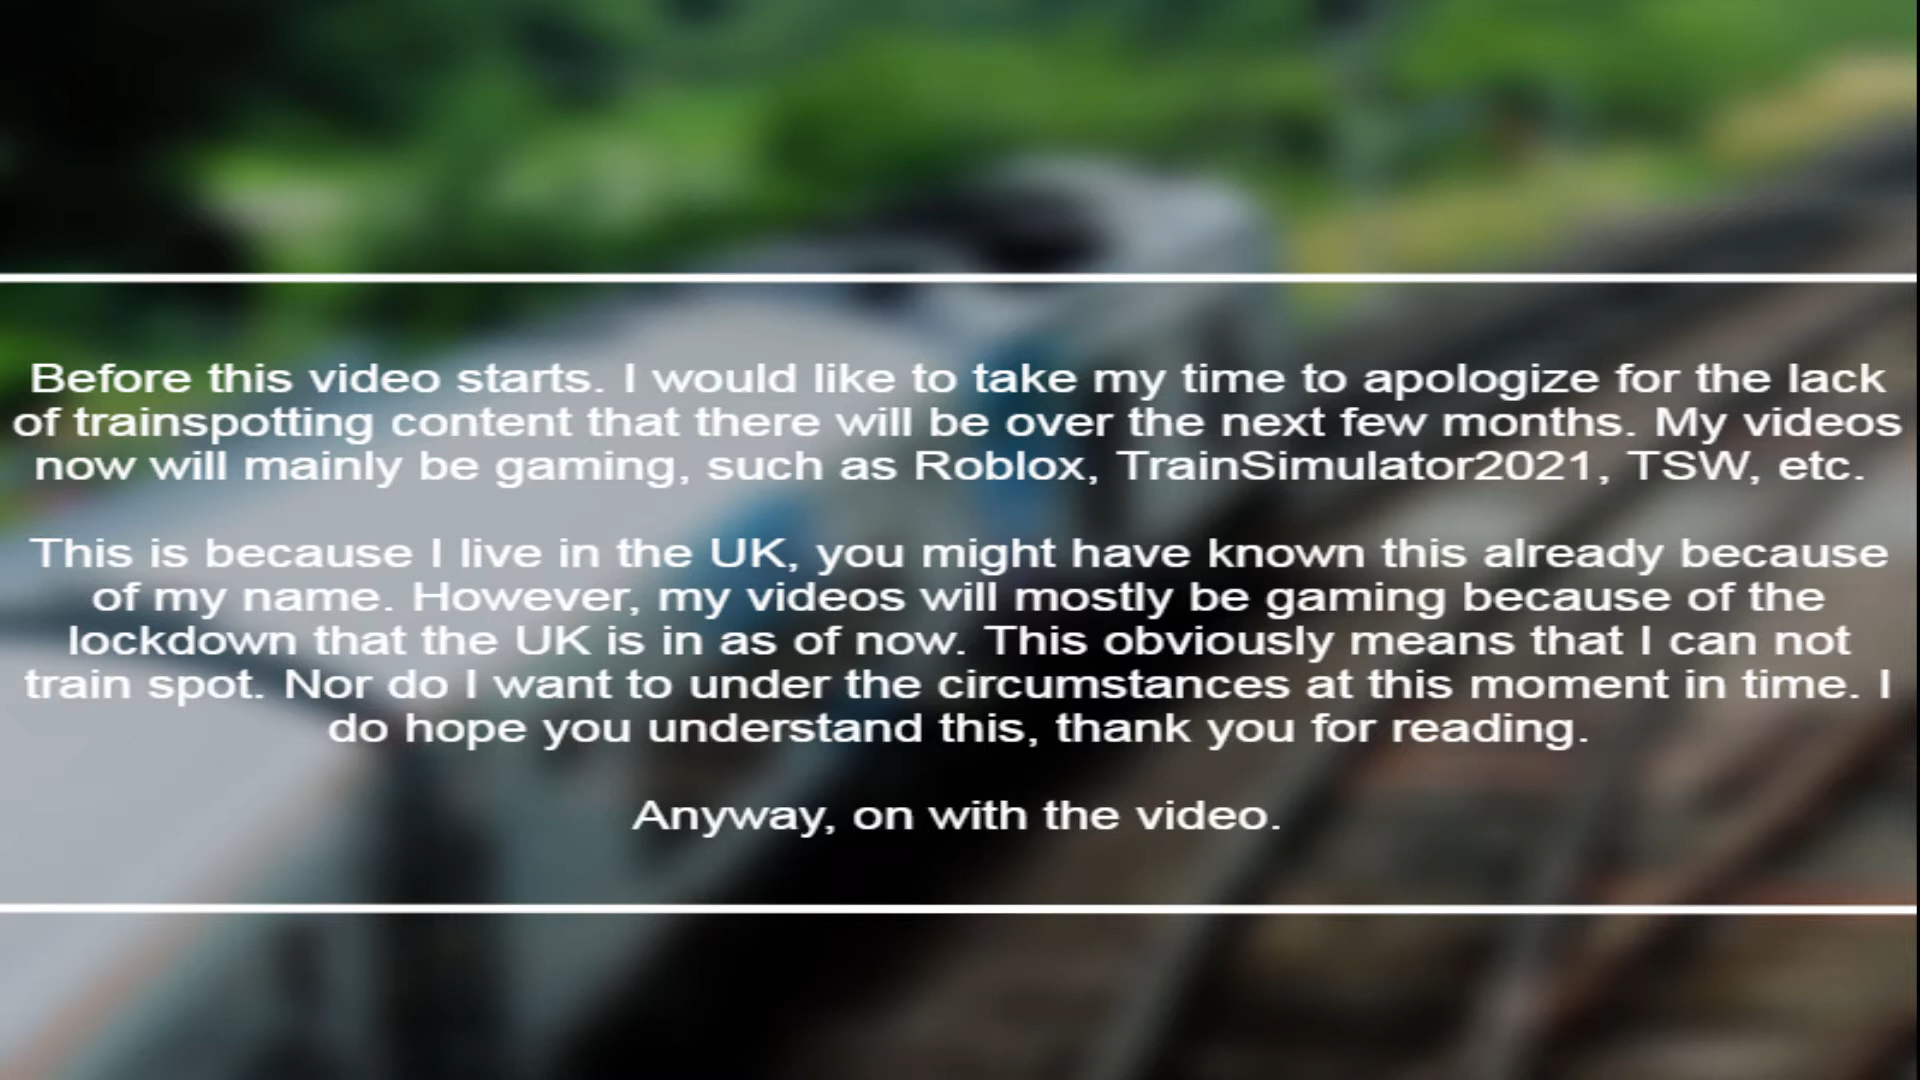 Before this video starts. I would like to take my time to apologize for the lack
of trainspotting content that there will be over the next few months. My videos
now will mainly be gaming, such as Roblox, TrainSimulator2021, TSW, etc.
This is because I live in the UK, you might have known this already because
of my name. However, my videos will mostly be gaming because of the
lockdown that the UK is in as of now. This obviously means that I can not
train spot. Nor do I want to under the circumstances at this moment in time. I
do hope you understand this, thank you for reading.
Anyway, on with the video.